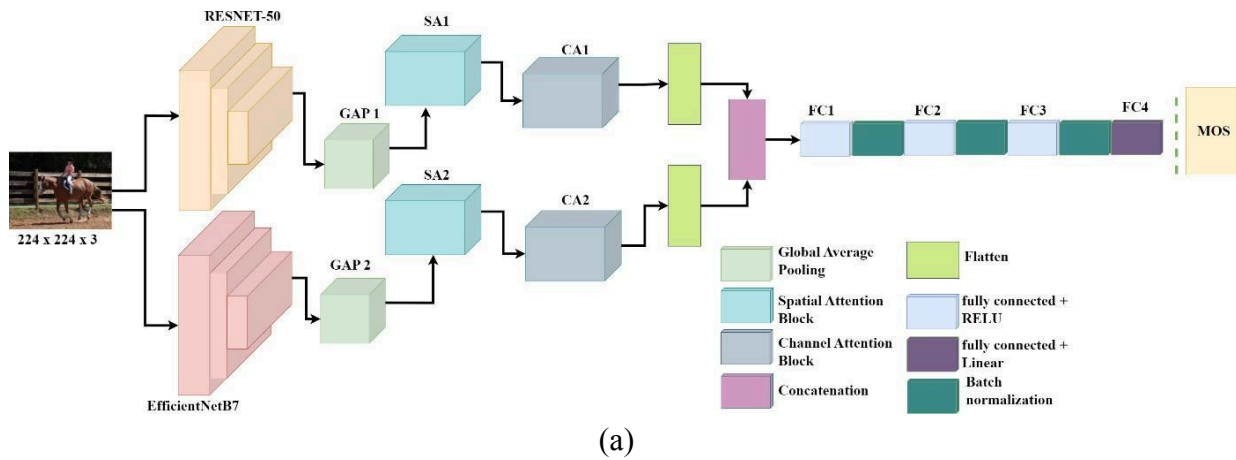 RESNET-50
SA1
CA1
GAP 1
FC1
FC2
FC3
FC4
MOS
224 x 224 x 3
SA2
CA2
GAP 2
EfficientNetB7
Global Average
Pooling
Spatial Attention
Block
Channel Attention
Block
Concatenation
Flatten
fully connected +
RELU
fully connected +
Linear
Batch
normalization
(a)